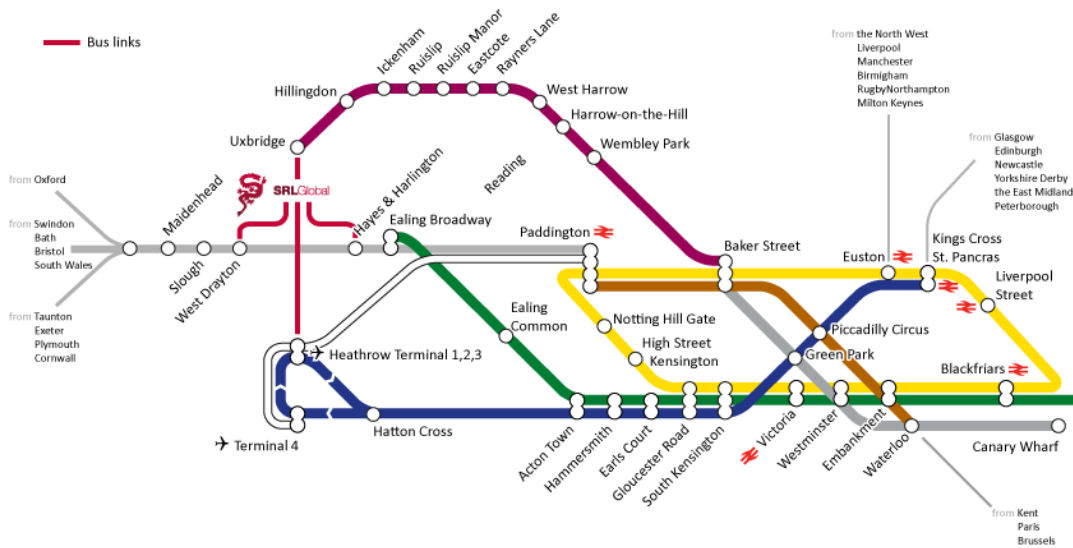 Bus links
from the North West
Liverpool
Manchester
Birmigham
RugbyNorthampton
Milton Keynes
from Glasgow
Edinburgh
Newcastle
Yorkshire Derby
the East Midland
Peterborough
Ickenham
Ruislip
Ruislip Manor
Eastcote
Rayners Lane
Hillingdon
West Harrow
Harrow-on-the-Hill
Uxbridge
Wembley Park
from Oxford
from Swindon
Bath
Bristol
South Wales
from Taunton
Exeter
Plymouth
Cornwall
Maidenhead
Slough
West Drayton
SRLGlobal
Hayes & Harlington
Reading
Ealing Broadway
Paddington
Baker Street
Euston
Kings Cross
St. Pancras
Liverpool
Street
Ealing
Common
Notting Hill Gate
High Street
Kensington
Piccadilly Circus
Green Park
Blackfriars
Heathrow Terminal 1,2,3
Terminal 4
Hatton Cross
Acton Town
Hammersmith
Earls Court
Gloucester Road
South Kensington
Victoria
Westminster
Embankment
Waterloo
Canary Wharf
from Kent
Paris
Brussels